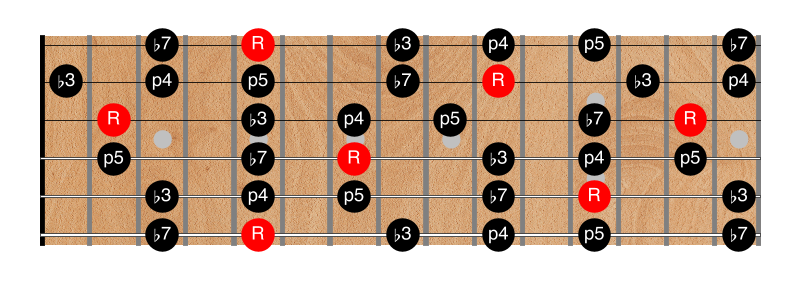 ♭7 R ♭3 p4 p5 ♭7
♭3 p4 p5 ♭7 R ♭3 p4
R ♭3 p4 p5 ♭7 R
p5 ♭7 R ♭3 p4 p5
♭3 p4 p5 ♭7 R ♭3
♭7 R ♭3 p4 p5 ♭7